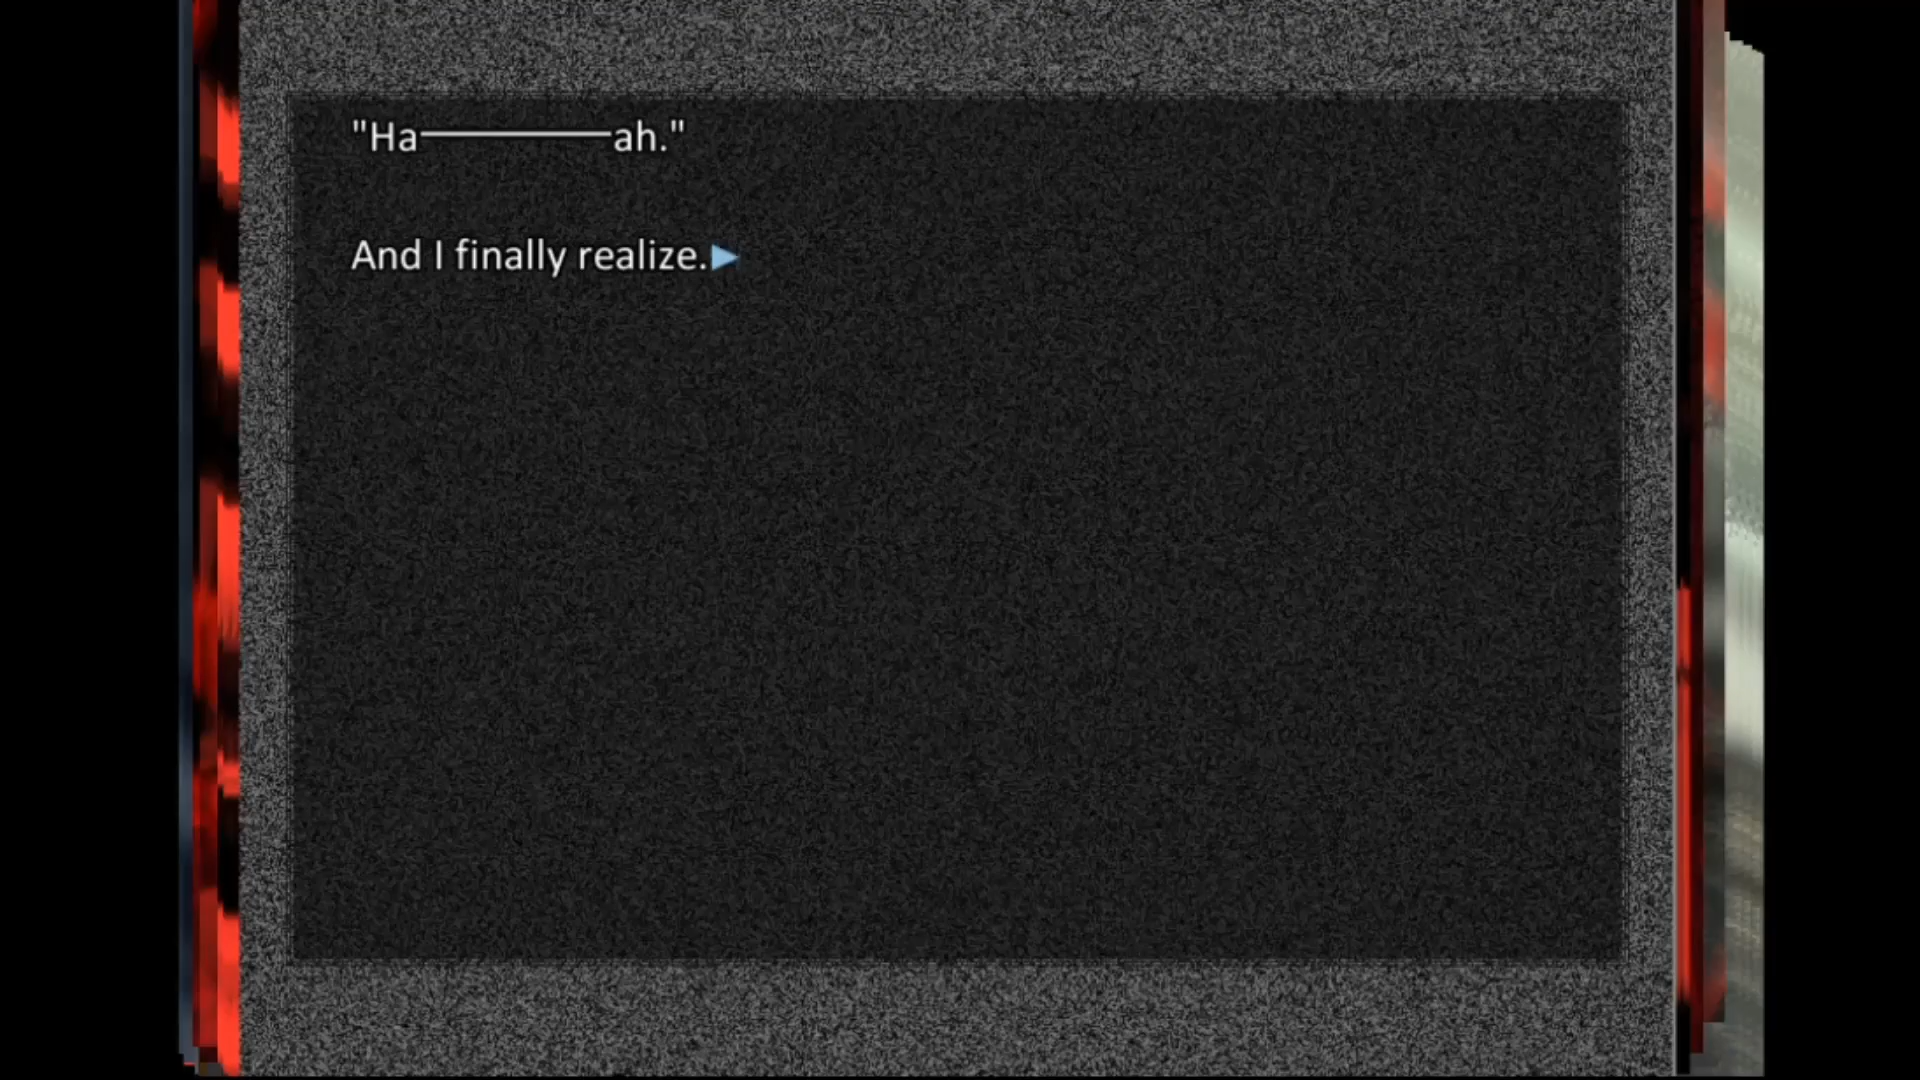 "Ha————ah."
And I finally realize.